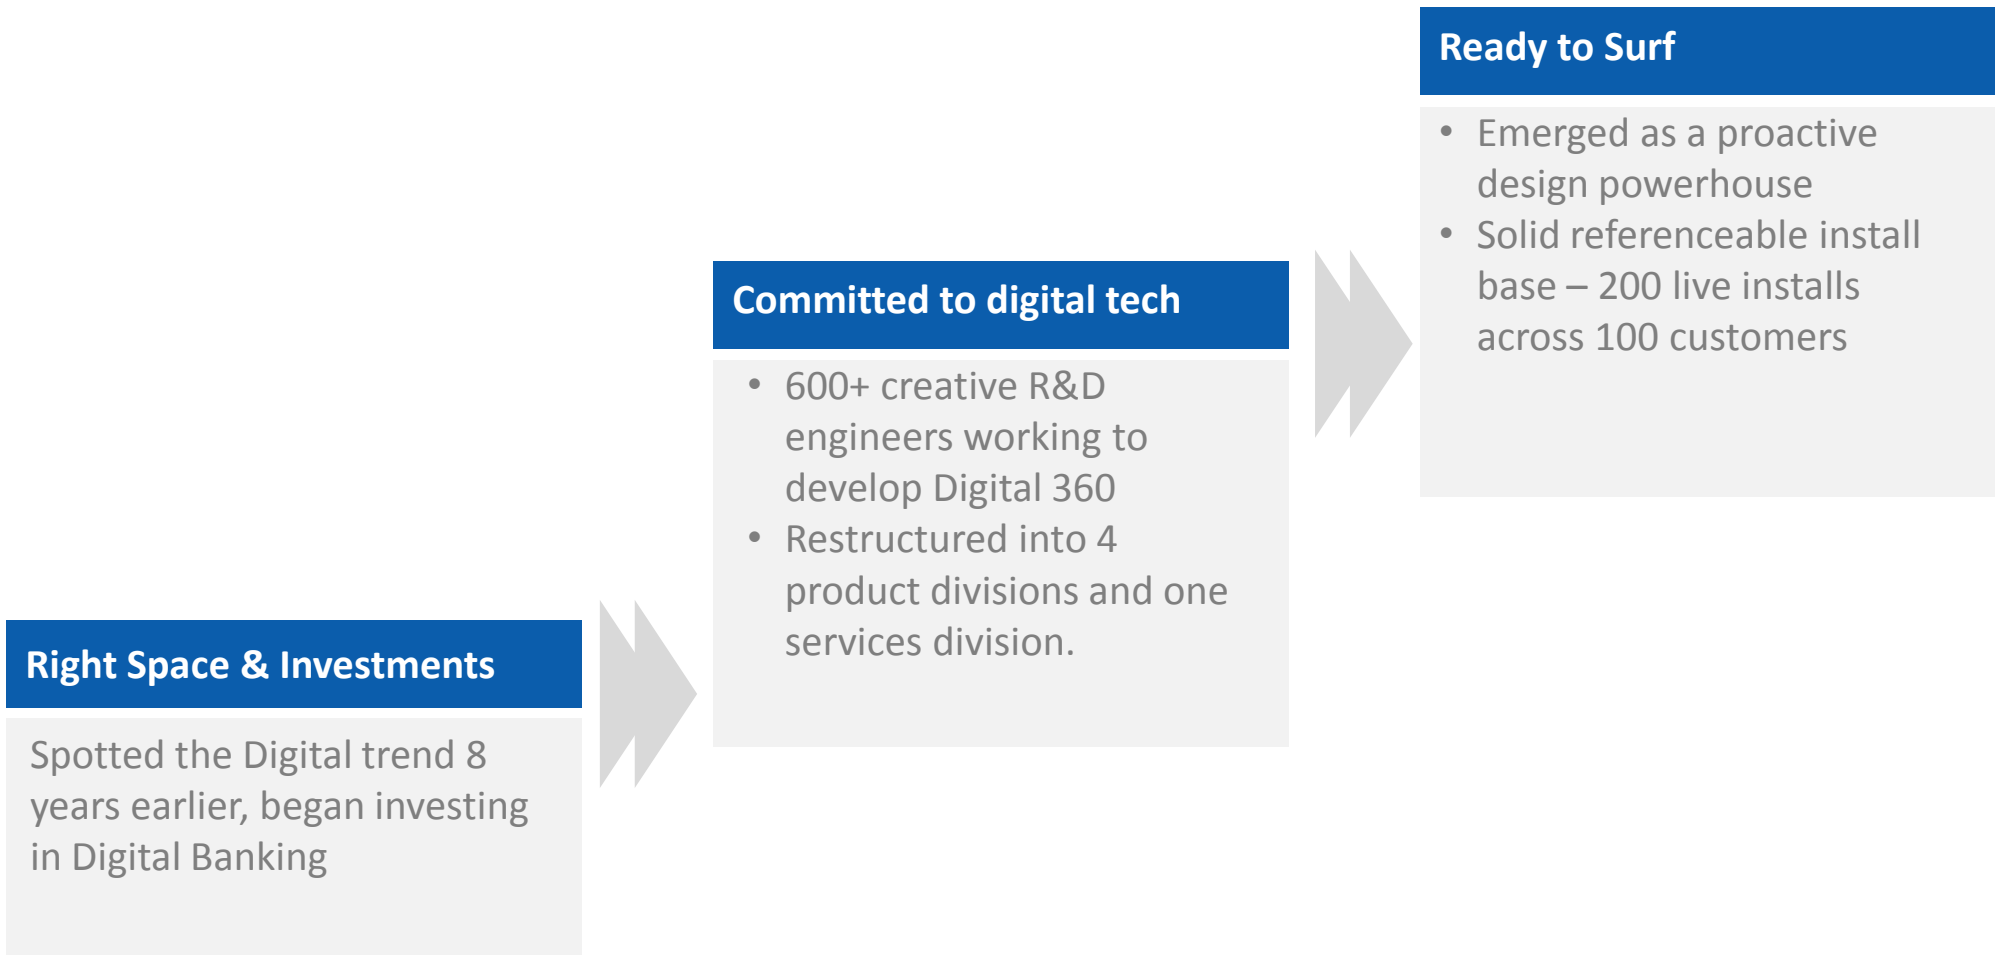 Right Space & Investments
Spotted the Digital trend 8
years earlier, began investing
in Digital Banking
Committed to digital tech
• 600+ creative R&D
engineers working to
develop Digital 360
• Restructured into 4
product divisions and one
services division.
Ready to Surf
• Emerged as a proactive
design powerhouse
• Solid referenceable install
base – 200 live installs
across 100 customers